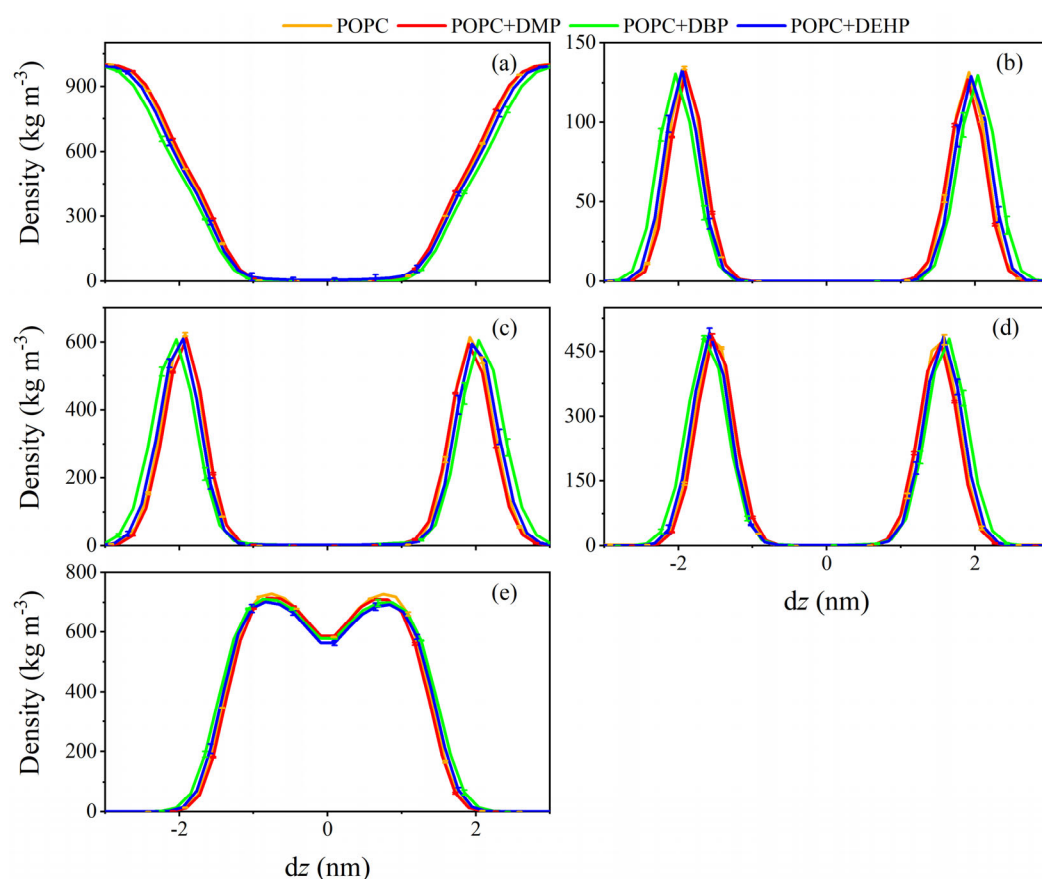 POPC POPC+DMP POPC+DBP POPC+DEHP
(a)
Density (kg m-3)
900
600
300
0
(b)
150
100
50
0
(c)
Density (kg m-3)
600
400
200
0
(d)
450
300
150
0
-2 0 2
dz (nm)
(e)
Density (kg m-3)
800
600
400
200
0
-2 0 2
dz (nm)